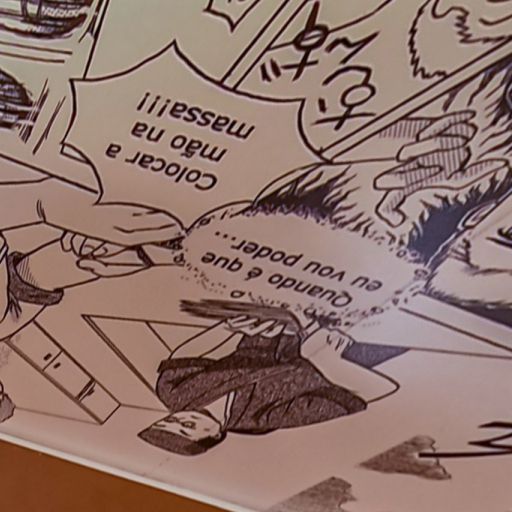 Quando é que
eu vou poder...
Colocar a
mão na
massa!!!